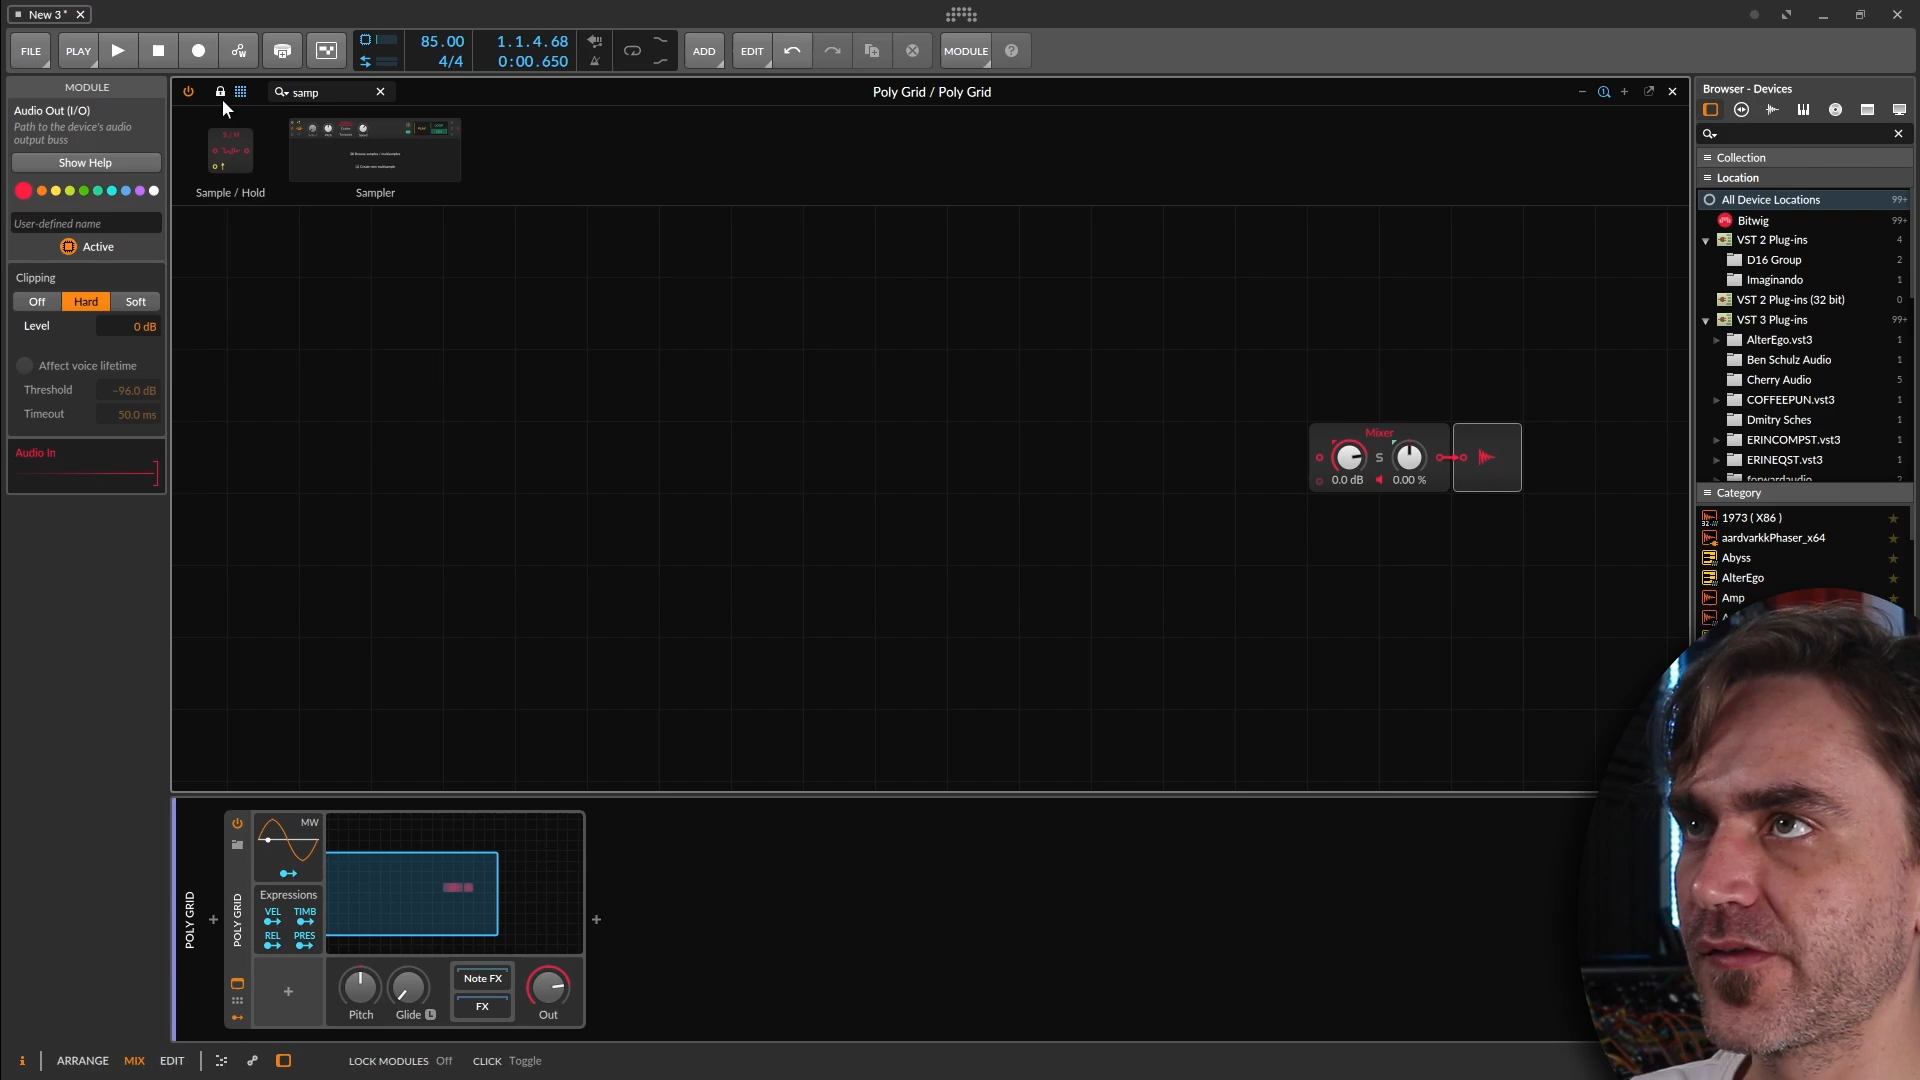 New 3*
FILE
PLAY
85.00
4/4
1.1.4.68
0:00.650
ADD
EDIT
MODULE
MODULE
Audio Out (I/O)
Path to the device's audio
output buss
Show Help
User-defined name
Active
Clipping
Off
Hard
Soft
Level
0 dB
Affect voice lifetime
Threshold
-96.0 dB
Timeout
50.0 ms
Audio In
samp
Poly Grid / Poly Grid
S / H
Sample / Hold
Sampler
Mixer
S
0.0 dB
0.00 %
Browser - Devices
Collection
Location
All Device Locations
99+
Bitwig
99+
VST 2 Plug-ins
4
D16 Group
2
Imaginando
1
VST 2 Plug-ins (32 bit)
0
VST 3 Plug-ins
99+
AlterEgo.vst3
1
Ben Schulz Audio
1
Cherry Audio
5
COFFEEPUN.vst3
1
Dmitry Sches
1
ERINCOMPST.vst3
1
ERINEQST.vst3
1
forwardaudio
2
Category
1973 ( X86 )
aardvarkkPhaser_x64
Abyss
AlterEgo
Amp
POLY GRID
POLY GRID
MW
Expressions
VEL
TIMB
REL
PRES
Pitch
Glide
L
Note FX
FX
Out
i
ARRANGE
MIX
EDIT
LOCK MODULES
Off
CLICK
Toggle